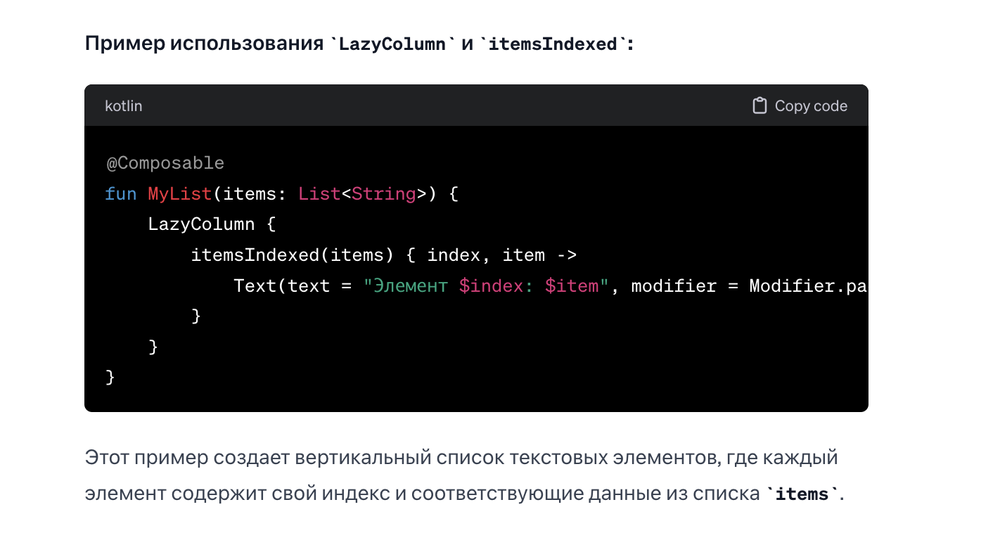 Пример использования `LazyColumn` и `itemsIndexed`:
kotlin
Copy code
@Composable
fun MyList(items: List<String>) {
    LazyColumn {
        itemsIndexed(items) { index, item ->
            Text(text = "Элемент $index: $item", modifier = Modifier.pa
        }
    }
}
Этот пример создает вертикальный список текстовых элементов, где каждый
элемент содержит свой индекс и соответствующие данные из списка `items`.